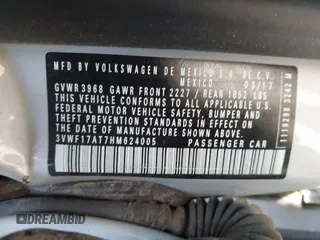 MFD BY VOLKSWAGEN DE MEXICO S.A. DE C.V.
MEXICO 03/17
GVWR 3968 GAWR FRONT 2227 / REAR 1852 LBS
THIS VEHICLE CONFORMS TO ALL APPLICABLE
FEDERAL MOTOR VEHICLE SAFETY, BUMPER, AND
THEFT PREVENTION STANDARDS IN EFFECT ON THE
DATE OF MANUFACTURE SHOWN ABOVE.
3VWF17AT7HM624005 PASSENGER CAR